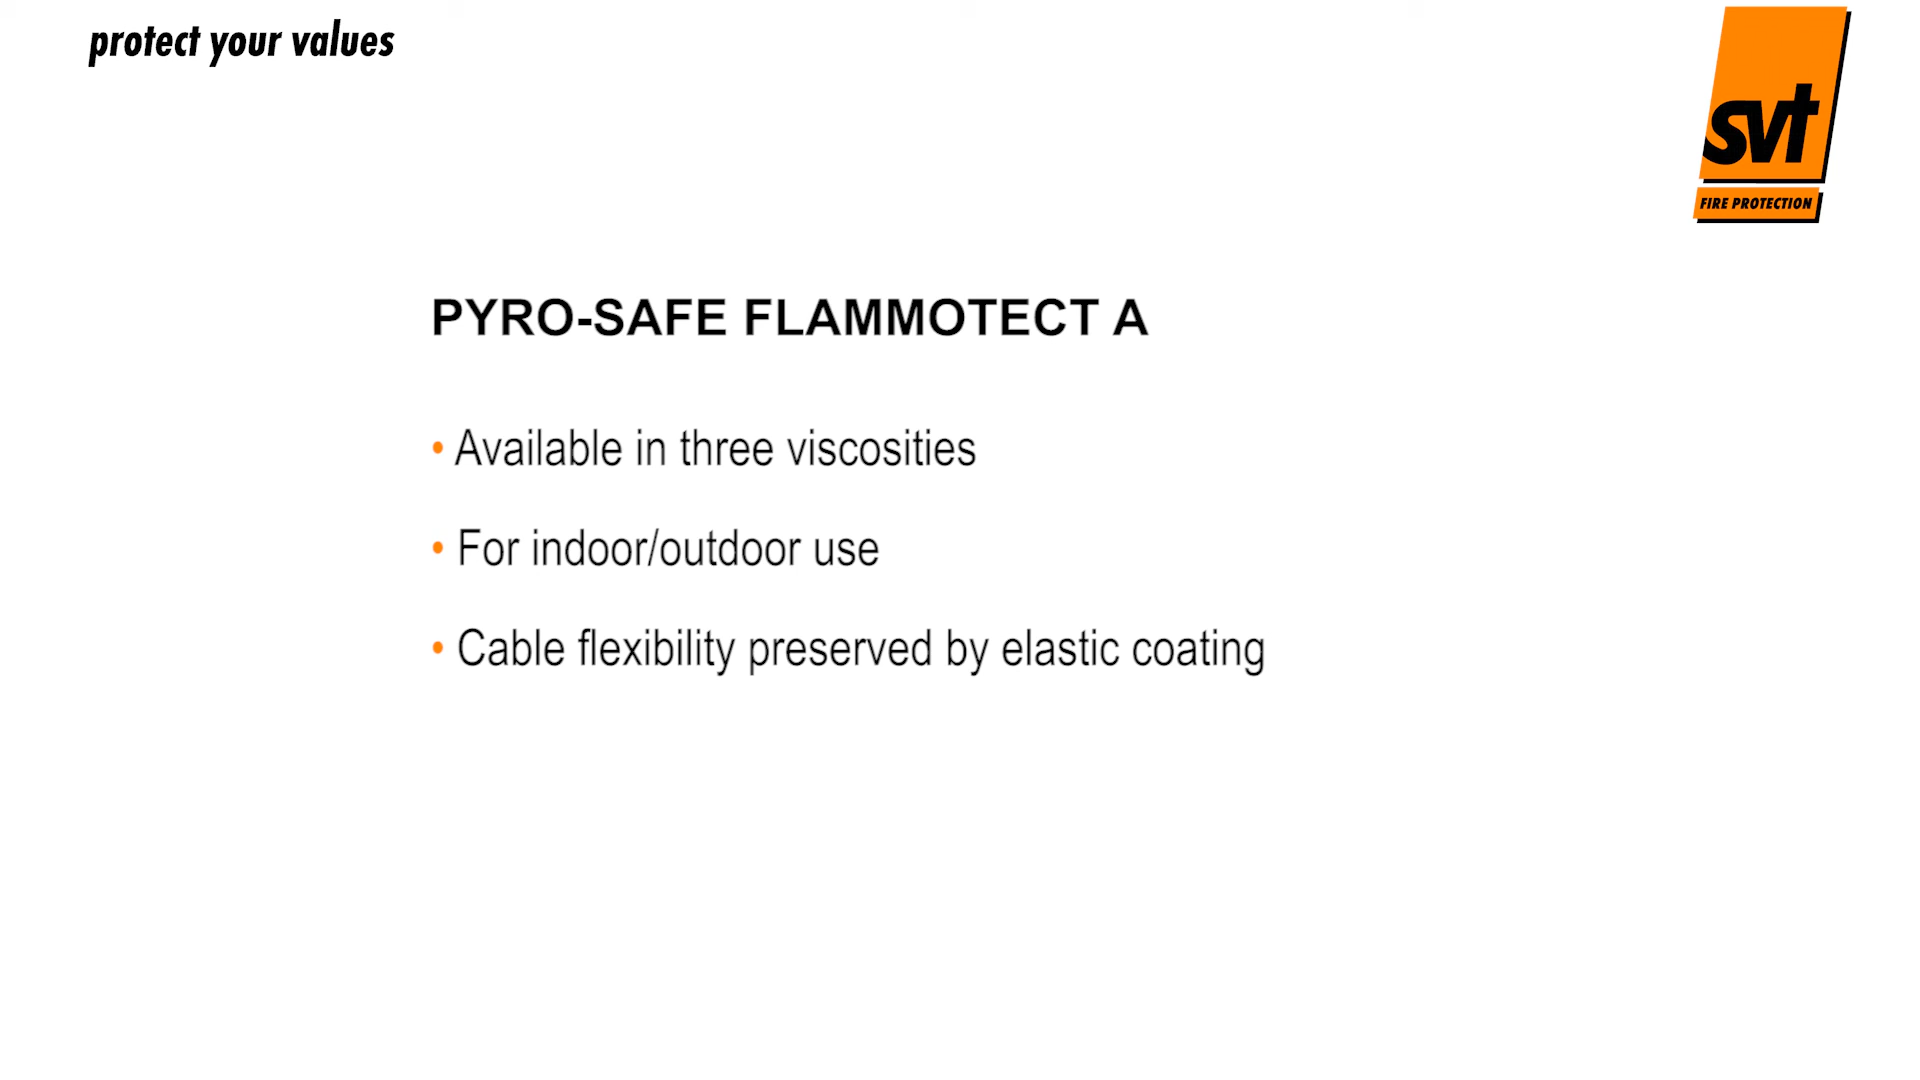 protect your values
svt
FIRE PROTECTION
PYRO-SAFE FLAMMOTECT A
• Available in three viscosities
• For indoor/outdoor use
• Cable flexibility preserved by elastic coating